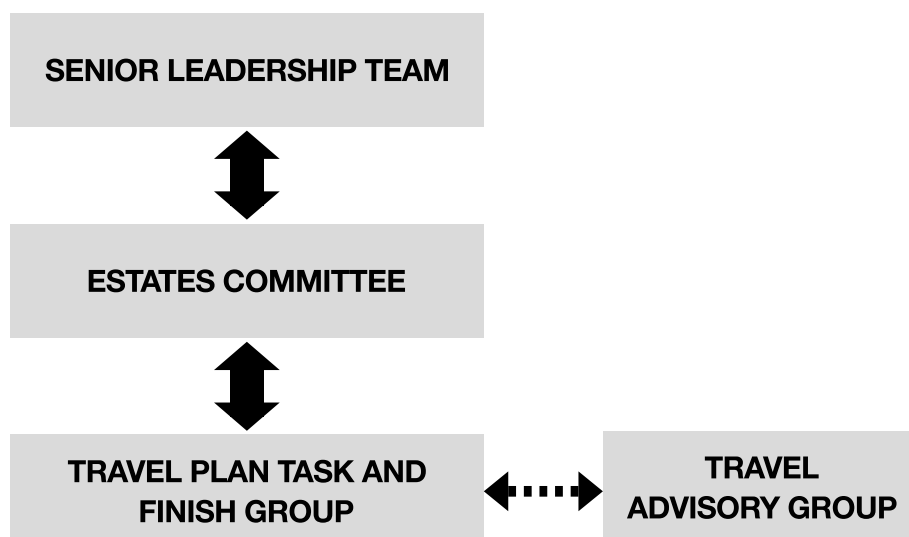 SENIOR LEADERSHIP TEAM
ESTATES COMMITTEE
TRAVEL PLAN TASK AND
FINISH GROUP
TRAVEL
ADVISORY GROUP